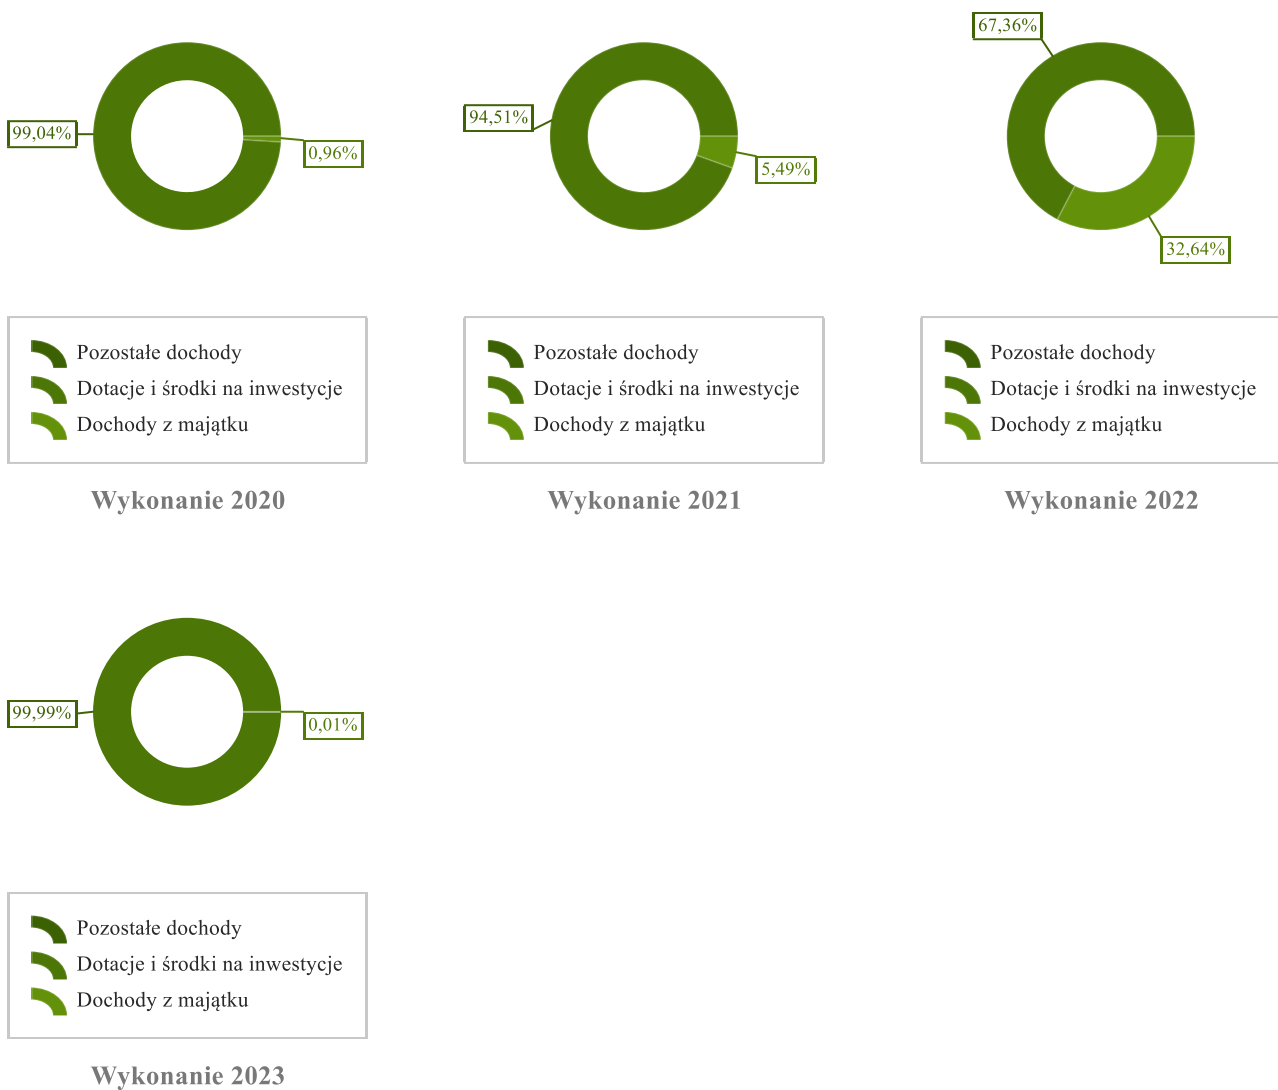 99,04%
0,96%
Pozostałe dochody
Dotacje i środki na inwestycje
Dochody z majątku
Wykonanie 2020
94,51%
5,49%
Pozostałe dochody
Dotacje i środki na inwestycje
Dochody z majątku
Wykonanie 2021
67,36%
32,64%
Pozostałe dochody
Dotacje i środki na inwestycje
Dochody z majątku
Wykonanie 2022
99,99%
0,01%
Pozostałe dochody
Dotacje i środki na inwestycje
Dochody z majątku
Wykonanie 2023